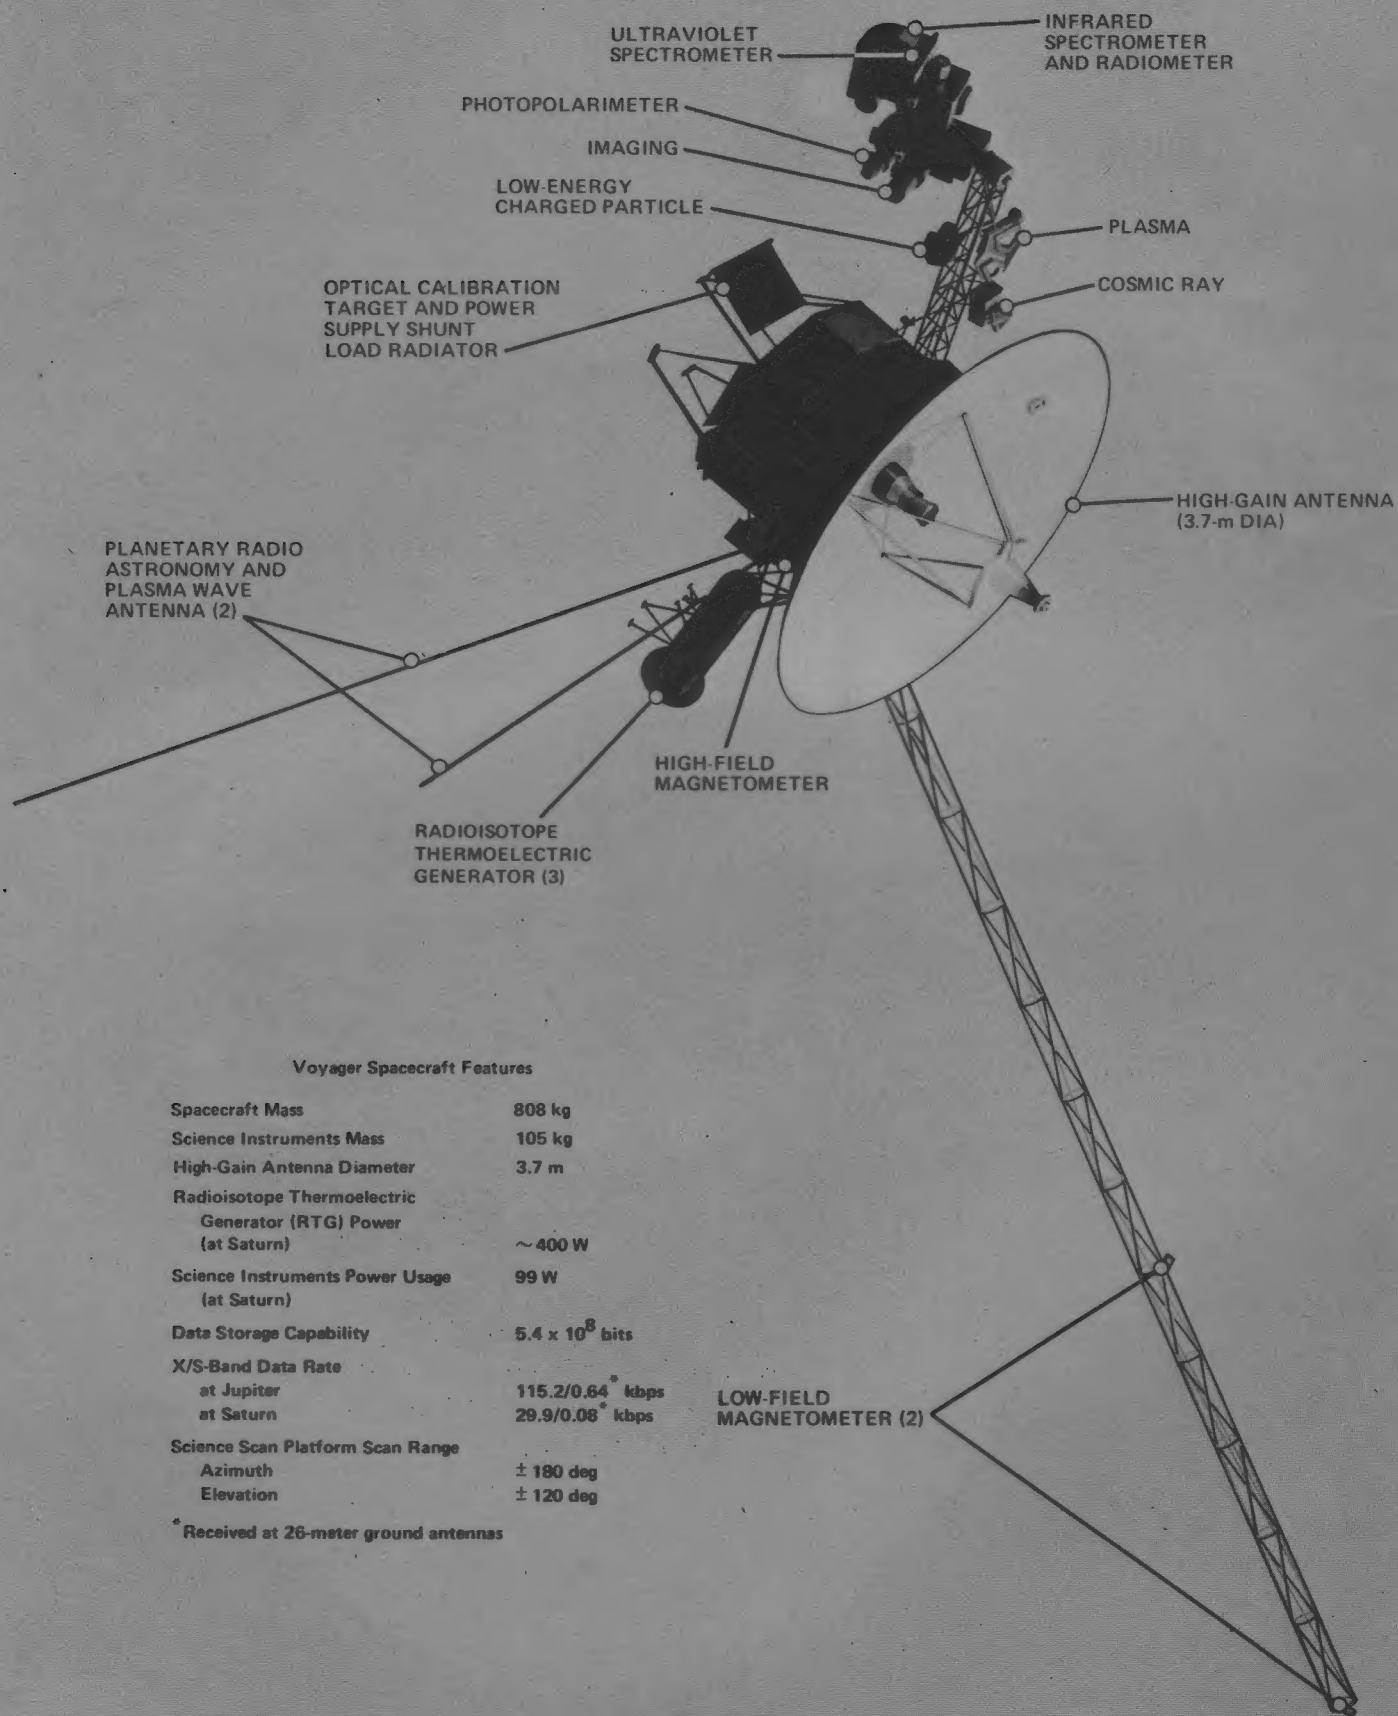 ULTRAVIOLET
SPECTROMETER
INFRARED
SPECTROMETER
AND RADIOMETER
PHOTOPOLARIMETER
IMAGING
LOW-ENERGY
CHARGED PARTICLE
PLASMA
COSMIC RAY
OPTICAL CALIBRATION
TARGET AND POWER
SUPPLY SHUNT
LOAD RADIATOR
HIGH-GAIN ANTENNA
(3.7-m DIA)
PLANETARY RADIO
ASTRONOMY AND
PLASMA WAVE
ANTENNA (2)
HIGH-FIELD
MAGNETOMETER
RADIOISOTOPE
THERMOELECTRIC
GENERATOR (3)
Voyager Spacecraft Features
Spacecraft Mass 808 kg
Science Instruments Mass 105 kg
High-Gain Antenna Diameter 3.7 m
Radioisotope Thermoelectric
Generator (RTG) Power
(at Saturn) ~ 400 W
Science Instruments Power Usage 99 W
(at Saturn)
Data Storage Capability 5.4 x 10⁸ bits
X/S-Band Data Rate
at Jupiter 115.2/0.64* kbps
at Saturn 29.9/0.08* kbps
Science Scan Platform Scan Range
Azimuth ± 180 deg
Elevation ± 120 deg
*Received at 26-meter ground antennas
LOW-FIELD
MAGNETOMETER (2)